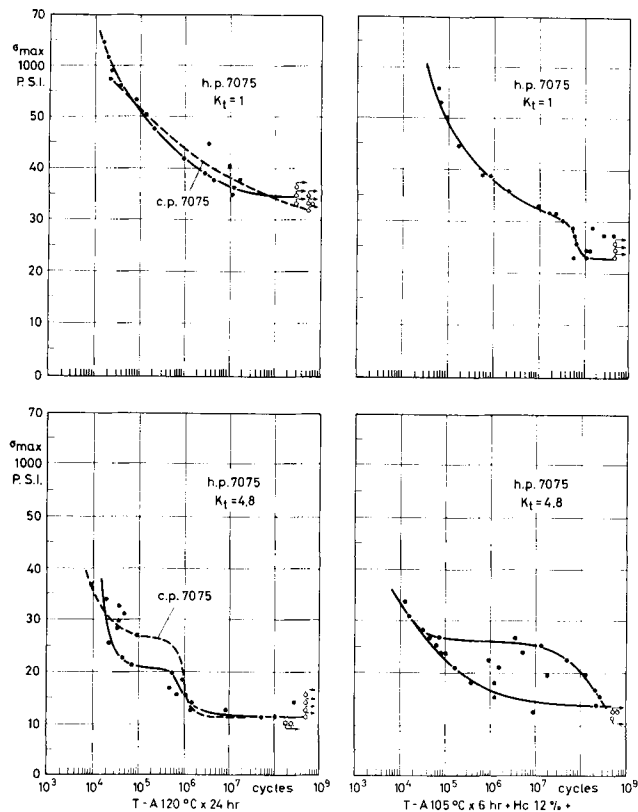 70
σmax
1000
P.S.I.
50
40
30
20
10
0
h.p. 7075
Kt = 1
c.p. 7075
h.p. 7075
Kt = 1
70
σmax
1000
P.S.I.
50
40
30
20
10
0
h.p. 7075
Kt = 4,8
c.p. 7075
h.p. 7075
Kt = 4,8
10³ 10⁴ 10⁵ 10⁶ 10⁷ cycles 10⁹
T - A 120 °C x 24 hr
10³ 10⁴ 10⁵ 10⁶ 10⁷ cycles 10⁹
T - A 105 °C x 6 hr + Hc 12 %